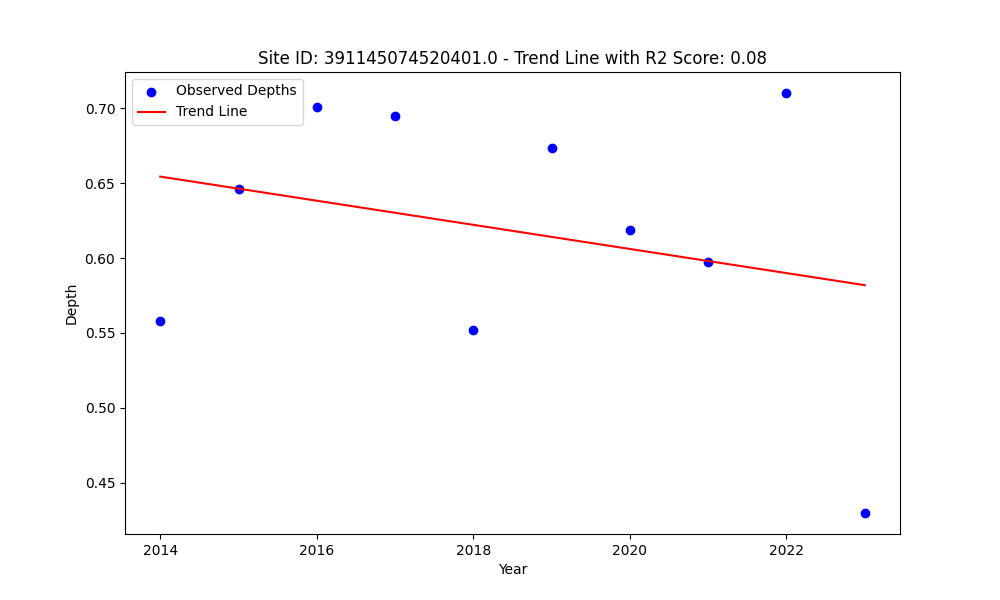 Site ID: 391145074520401.0 - Trend Line with R2 Score: 0.08
Observed Depths
Trend Line
0.70
0.65
0.60
0.55
0.50
0.45
Depth
2014
2016
2018
2020
2022
Year